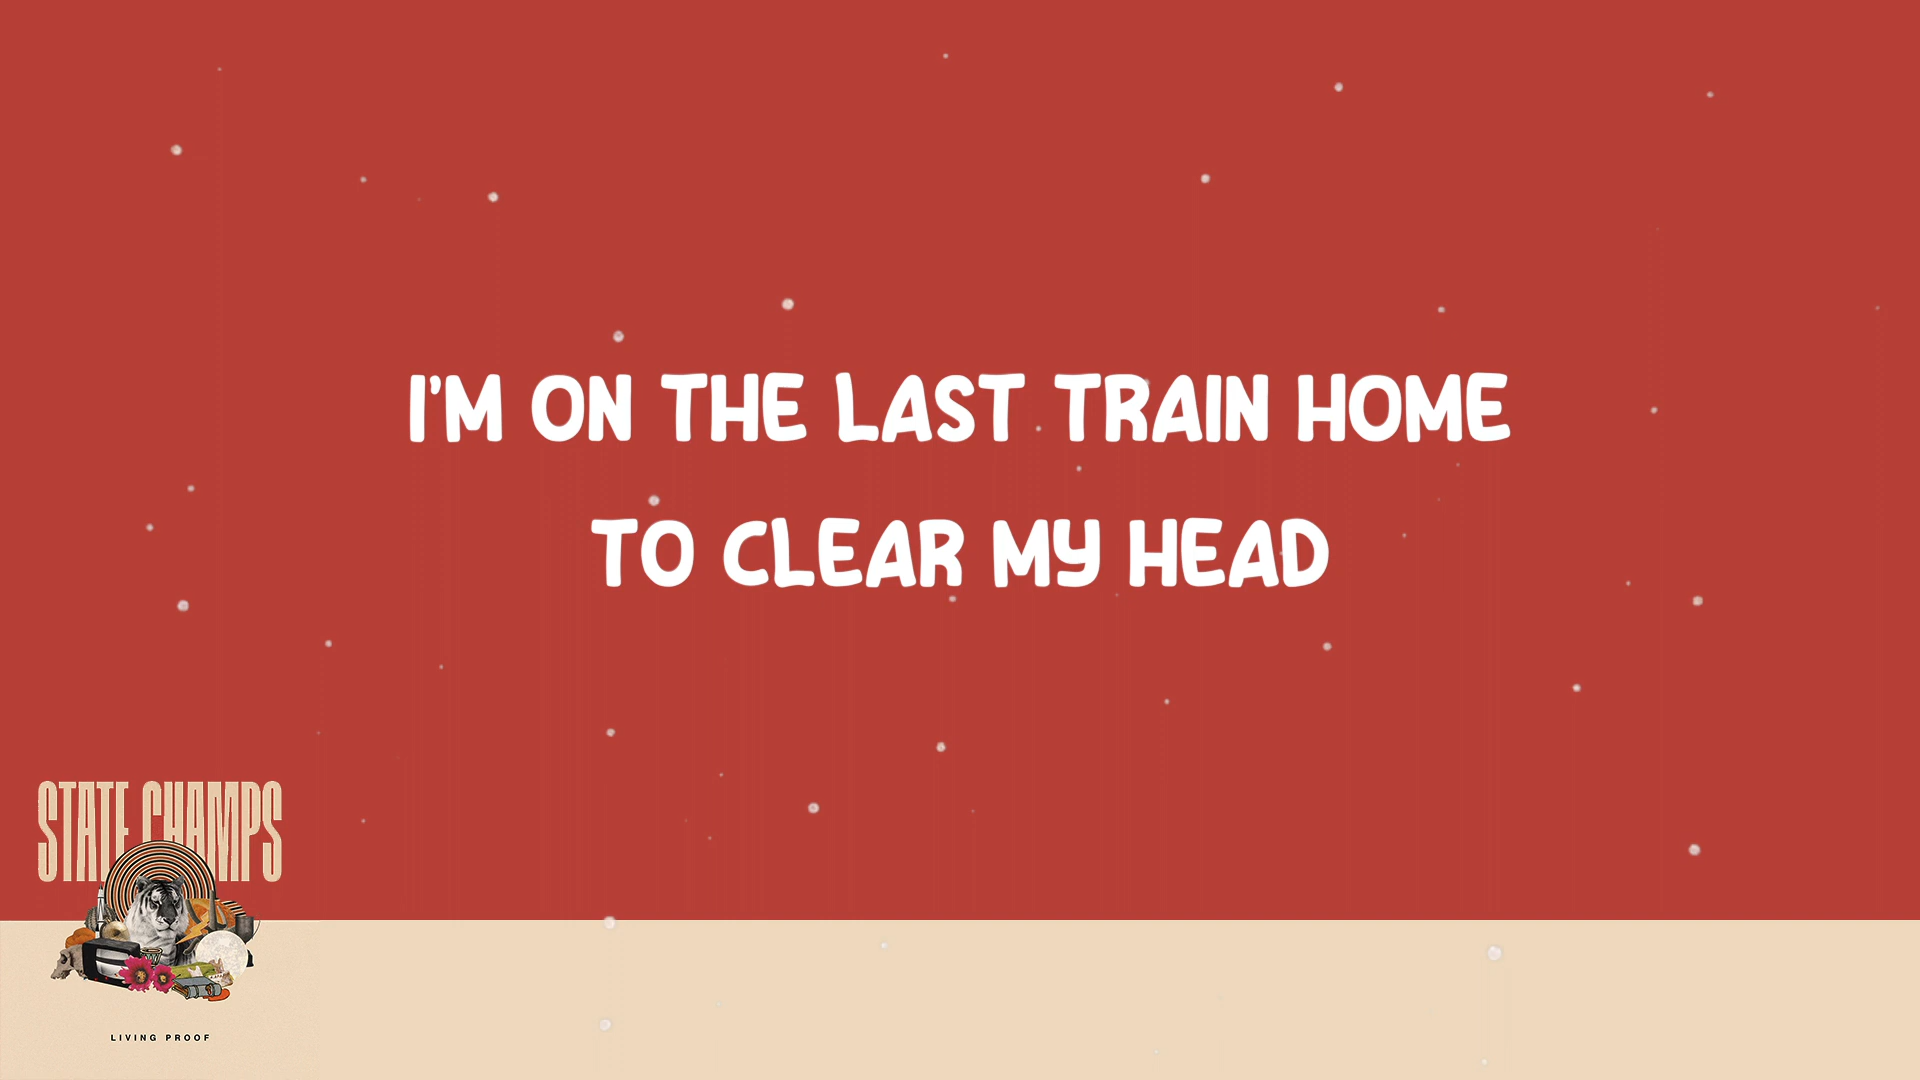 I'M ON THE LAST TRAIN HOME
TO CLEAR MY HEAD
STATE CHAMPS
LIVING PROOF